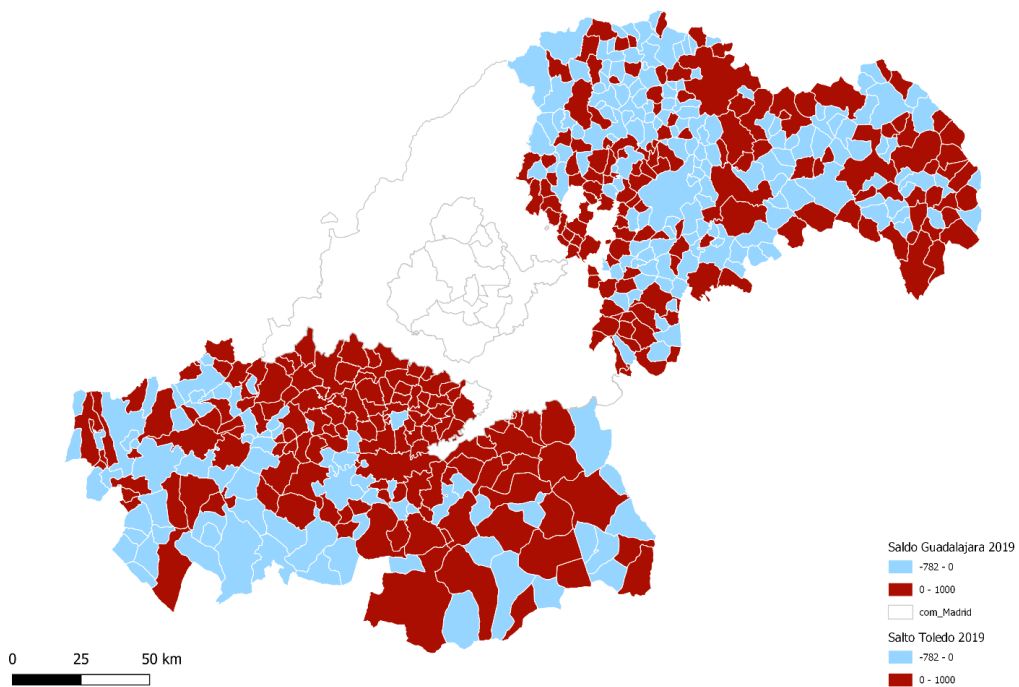 Saldo Guadalajara 2019
-782 - 0
0 - 1000
com_Madrid
Salto Toledo 2019
-782 - 0
0 - 1000
0 25 50 km